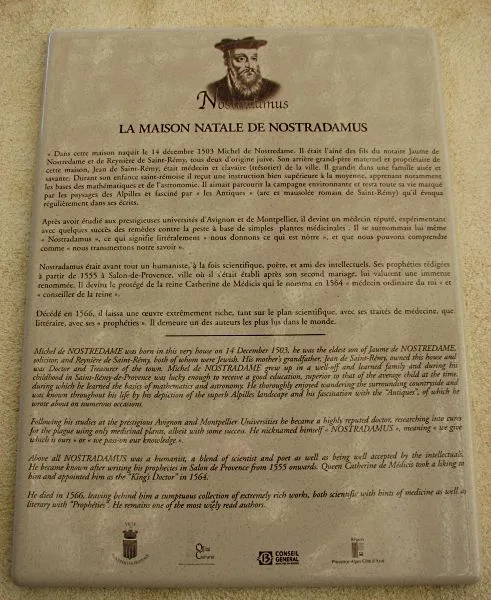 Nostradamus
LA MAISON NATALE DE NOSTRADAMUS
« Dans cette maison naquit le 14 décembre 1503 Michel de Nostredame. Il était l'aîné des fils du notaire Jaume de
Nostredame et de Reynière de Saint-Rémy, tous deux d'origine juive. Son arrière grand-père maternel et propriétaire de
cette maison, Jean de Saint-Rémy, était médecin et clavaire (trésorier) de la ville. Il grandit dans une famille aisée et
savante. Durant son enfance saint-rémoise il reçut une instruction bien supérieure à la moyenne, apprenant notamment
les bases des mathématiques et de l'astronomie. Il aimait parcourir la campagne environnante et resta toute sa vie marqué
par les paysages des Alpilles et fasciné par « les Antiques » (arc et mausolée romain de Saint-Rémy) qu'il évoqua
régulièrement dans ses écrits.
Après avoir étudié aux prestigieuses universités d'Avignon et de Montpellier, il devint un médecin réputé, expérimentant
avec quelques succès des remèdes contre la peste à base de simples plantes médicinales . Il se surnommait lui même
« Nostradamus », ce qui signifie littéralement « nous donnons ce qui est nôtre », et que nous pouvons comprendre
comme « nous transmettons notre savoir ».
Nostradamus était avant tout un humaniste, à la fois scientifique, poète, et ami des intellectuels. Ses prophéties rédigées
à partir de 1555 à Salon-de-Provence, ville où il s'était établi après son second mariage, lui valurent une immense
renommée. Il devint le protégé de la reine Catherine de Médicis qui le nomma en 1564 « médecin ordinaire du roi » et
« conseiller de la reine ».
Décédé en 1566, il laissa une œuvre extrêmement riche, tant sur le plan scientifique, avec ses traités de médecine, que
littéraire, avec ses « prophéties ». Il demeure un des auteurs les plus lus dans le monde.
Michel de NOSTREDAME was born in this very house on 14 December 1503, he was the eldest son of Jaume de NOSTREDAME,
solicitor, and Reynière de Saint-Rémy, both of whom were Jewish. His mother's grandfather, Jean de Saint-Rémy, owned this house and
was Doctor and Treasurer of the town. Michel de NOSTREDAME grew up in a well-off and learned family and during his
childhood in Saint-Rémy-de-Provence was lucky enough to receive a good education, superior to that of the average child at the time,
during which he learned the basics of mathematics and astronomy. He thoroughly enjoyed wandering the surrounding countryside and
was known throughout his life by his depiction of the superb Alpilles landscape and his fascination with the "Antiques", of which he
wrote about on numerous occasions.
Following his studies at the prestigious Avignon and Montpellier Universities he became a highly reputed doctor, researching into cures
for the plague using only medicinal plants, albeit with some success. He nicknamed himself « NOSTRADAMUS », meaning « we give
which is ours » or « we pass-on our knowledge ».
Above all NOSTRADAMUS was a humanist, a blend of scientist and poet as well as being well accepted by the intellectuals.
He became known after writing his prophecies in Salon de Provence from 1555 onwards. Queen Catherine de Médicis took a liking to
him and appointed him as the "King's Doctor" in 1564.
He died in 1566, leaving behind him a sumptuous collection of extremely rich works, both scientific with hints of medicine as well as
literary with "Prophéties". He remains one of the most widely read authors.
VILLE
Office
Culturel
CONSEIL
GENERAL
Région
Provence-Alpes-Côte d'Azur